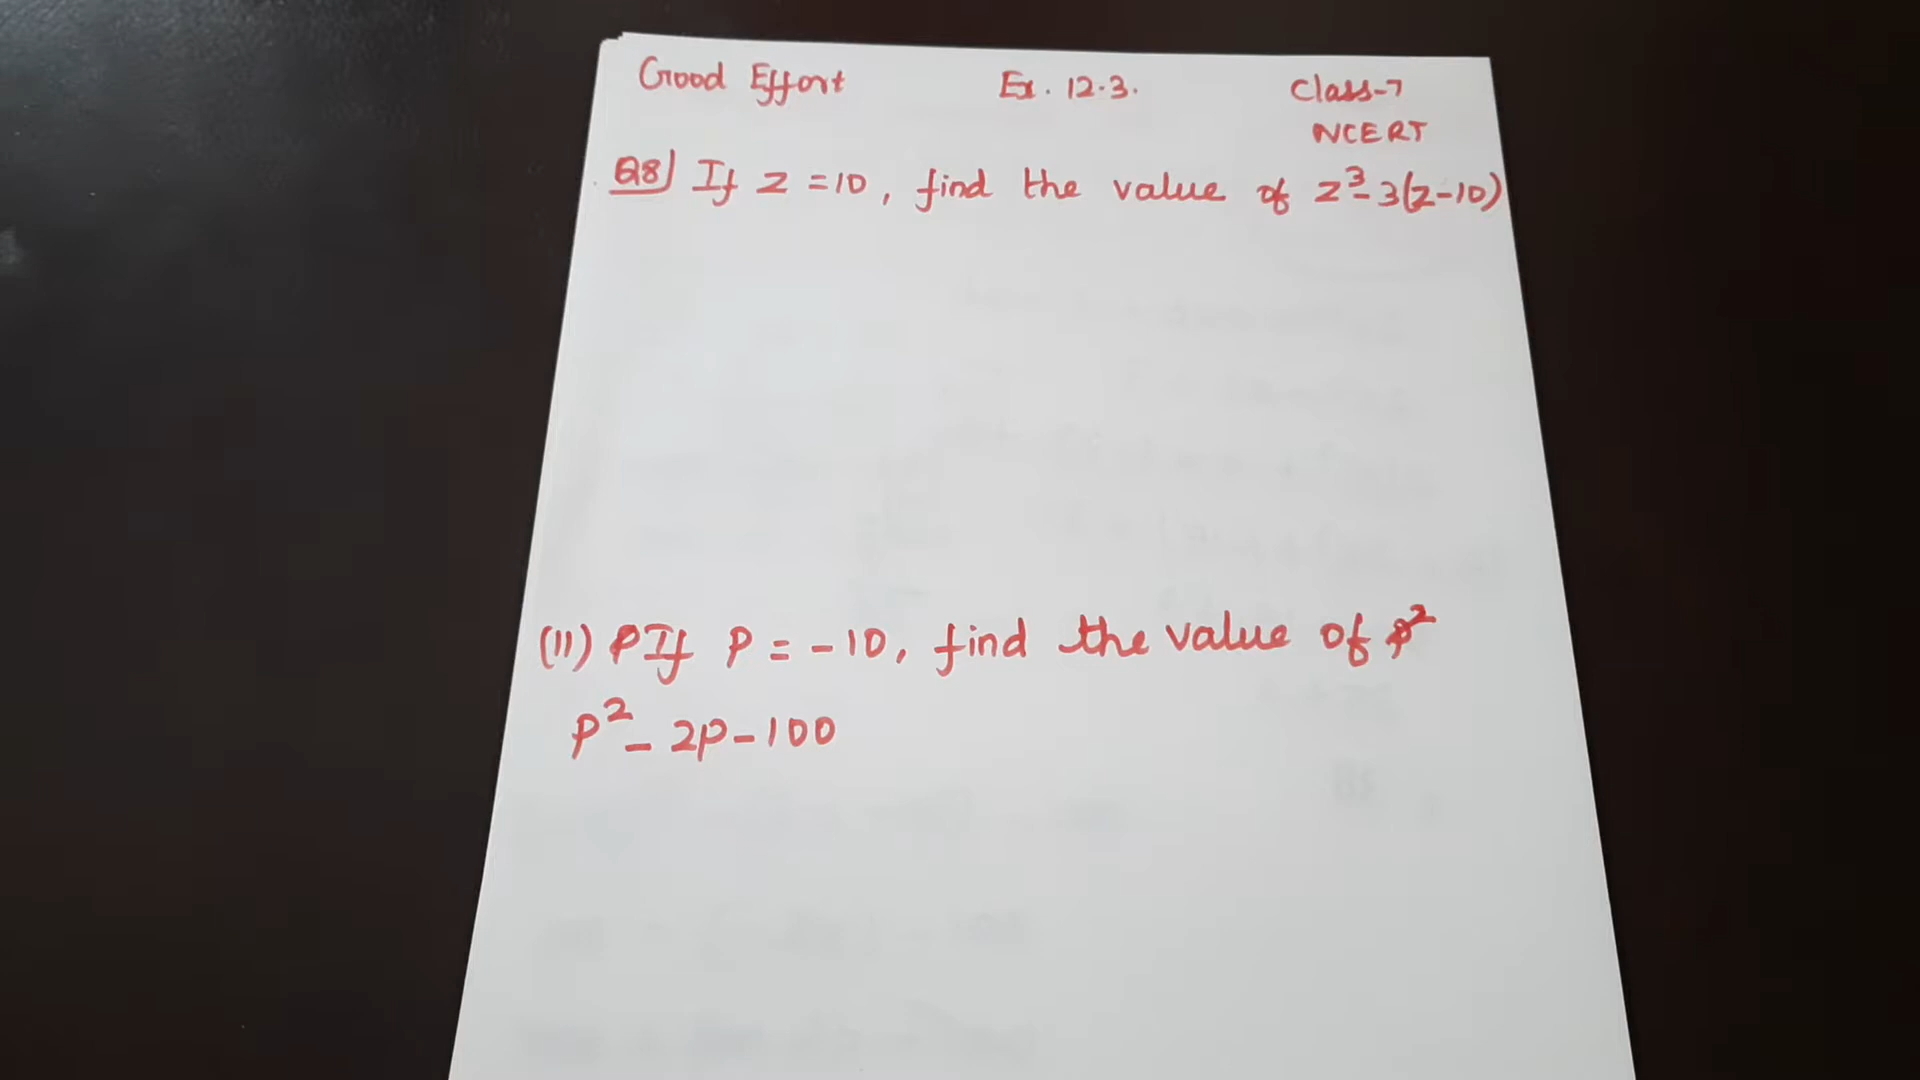 Good Effort Ex. 12.3. Class-7
NCERT
Q8) If z = 10, find the value of z³ - 3(z-10)
(11) If P = -10, find the value of
p² - 2p - 100